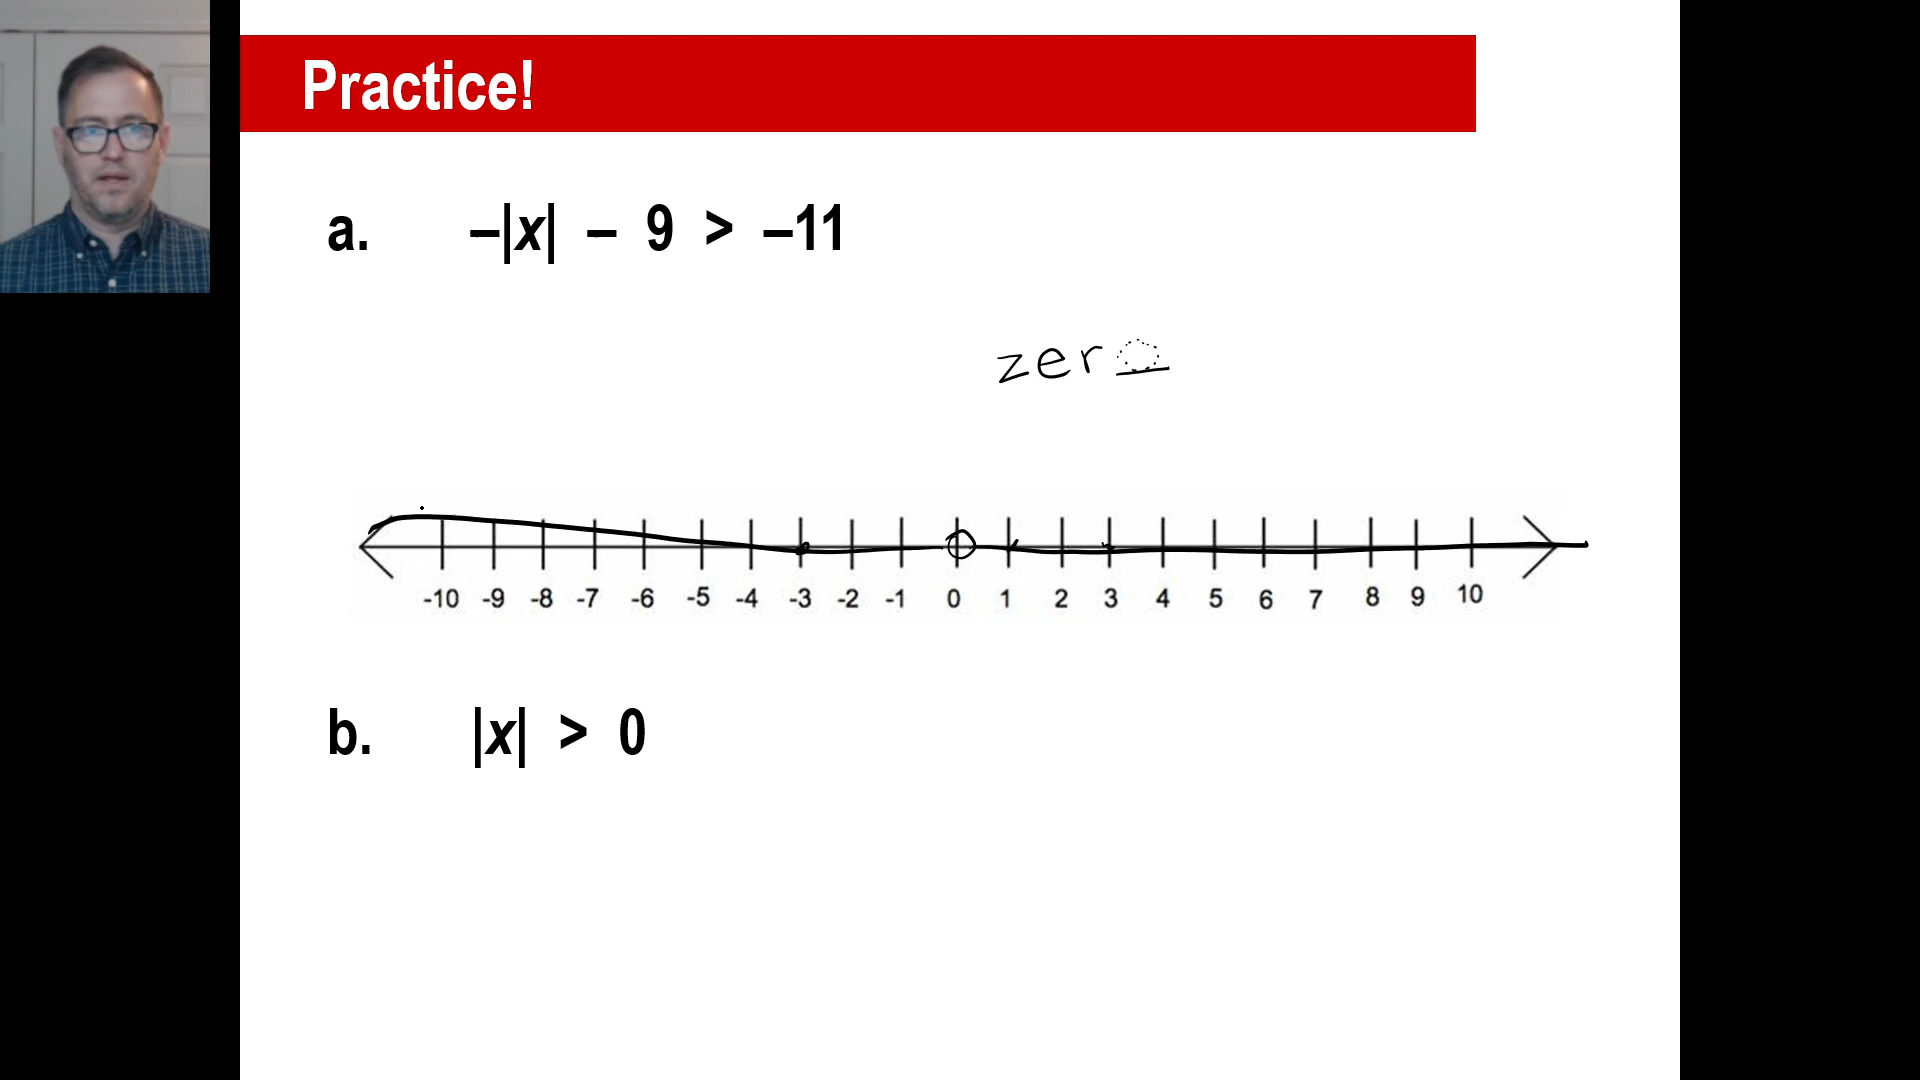 Practice!
a. –|x| – 9 > –11
zero
-10 -9 -8 -7 -6 -5 -4 -3 -2 -1 0 1 2 3 4 5 6 7 8 9 10
b. |x| > 0